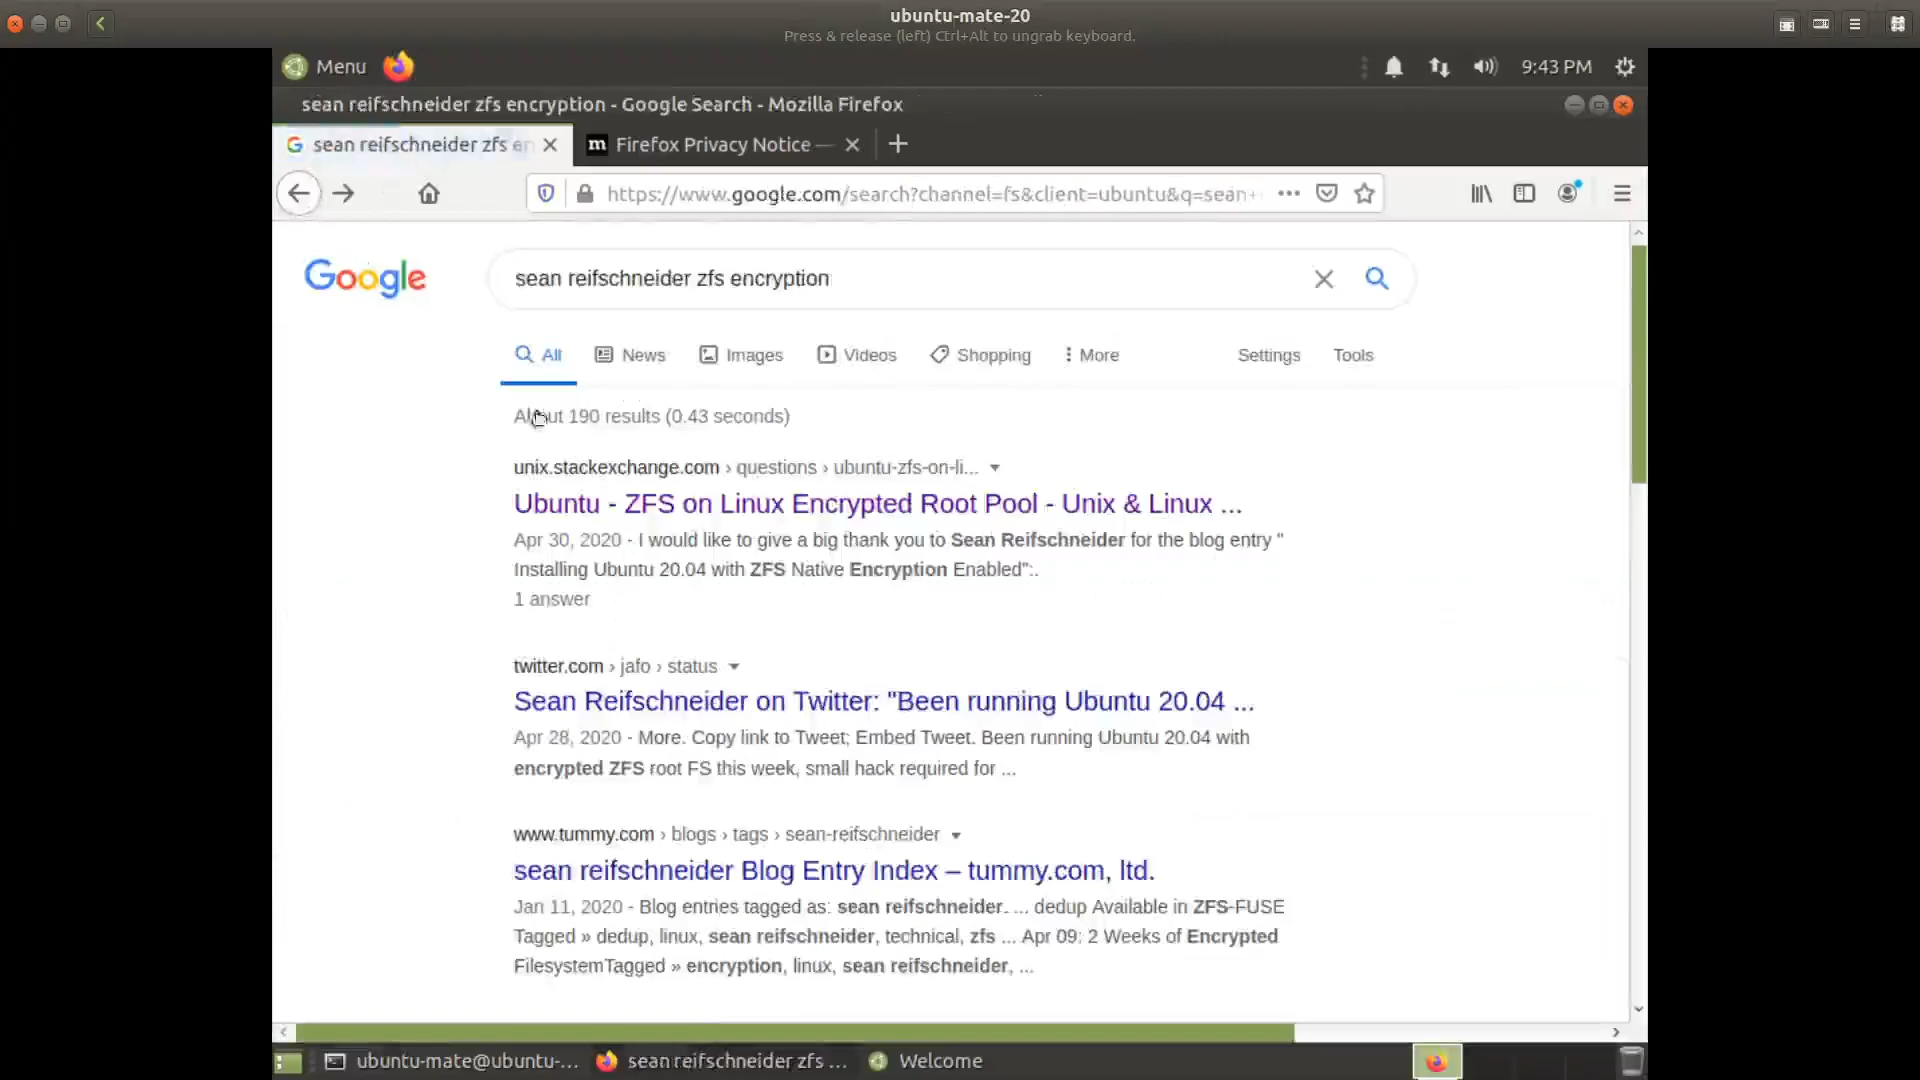 ubuntu-mate-20
Press & release (left) Ctrl+Alt to ungrab keyboard.
Menu
9:43 PM
sean reifschneider zfs encryption - Google Search - Mozilla Firefox
sean reifschneider zfs en
m Firefox Privacy Notice —
https://www.google.com/search?channel=fs&client=ubuntu&q=sean+
Google
sean reifschneider zfs encryption
All News Images Videos Shopping More Settings Tools
About 190 results (0.43 seconds)
unix.stackexchange.com › questions › ubuntu-zfs-on-li...
Ubuntu - ZFS on Linux Encrypted Root Pool - Unix & Linux ...
Apr 30, 2020 - I would like to give a big thank you to Sean Reifschneider for the blog entry "
Installing Ubuntu 20.04 with ZFS Native Encryption Enabled":.
1 answer
twitter.com › jafo › status
Sean Reifschneider on Twitter: "Been running Ubuntu 20.04 ...
Apr 28, 2020 - More. Copy link to Tweet; Embed Tweet. Been running Ubuntu 20.04 with
encrypted ZFS root FS this week, small hack required for ...
www.tummy.com › blogs › tags › sean-reifschneider
sean reifschneider Blog Entry Index – tummy.com, ltd.
Jan 11, 2020 - Blog entries tagged as: sean reifschneider. ... dedup Available in ZFS-FUSE
Tagged » dedup, linux, sean reifschneider, technical, zfs ... Apr 09: 2 Weeks of Encrypted
FilesystemTagged » encryption, linux, sean reifschneider, ...
ubuntu-mate@ubuntu-...
sean reifschneider zfs ...
Welcome